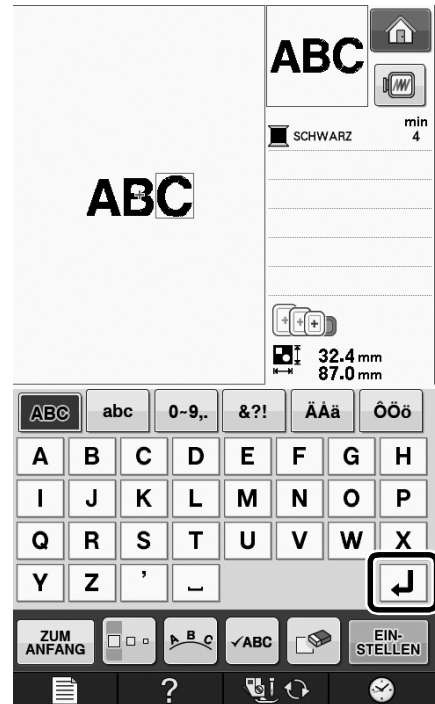 ABC
SCHWARZ
min
4
ABC
32.4 mm
87.0 mm
ABC abc 0~9,. &?! ÄÅä ÔÖö
A B C D E F G H
I J K L M N O P
Q R S T U V W X
Y Z ’ _
ZUM ANFANG A B C ✓ABC EIN-
STELLEN
?